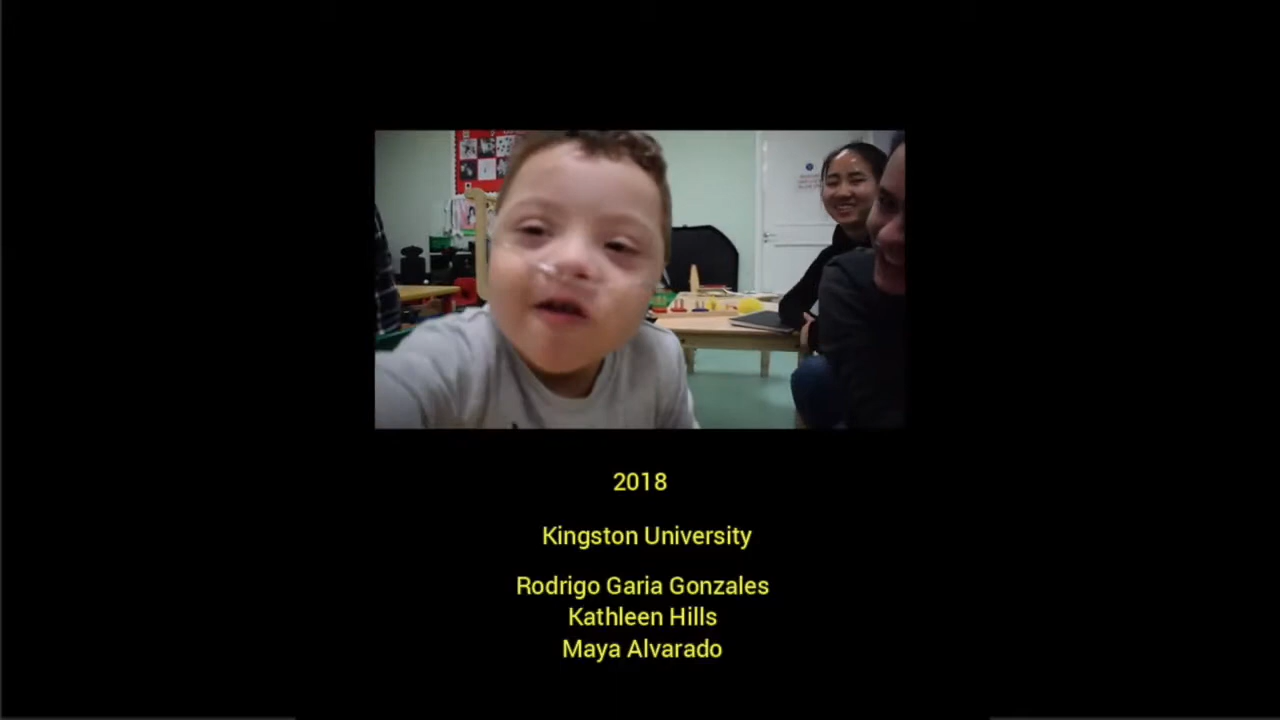 2018
Kingston University
Rodrigo Garia Gonzales
Kathleen Hills
Maya Alvarado